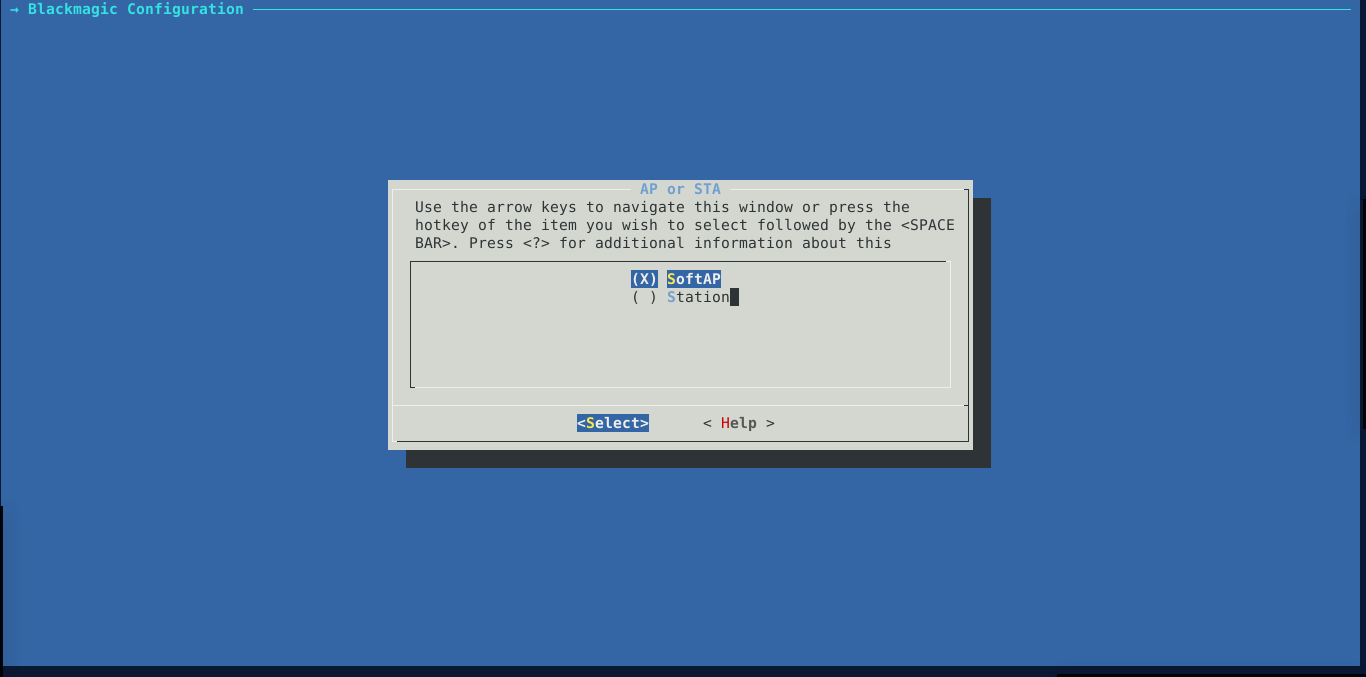 → Blackmagic Configuration
AP or STA
Use the arrow keys to navigate this window or press the
hotkey of the item you wish to select followed by the <SPACE
BAR>. Press <?> for additional information about this
(X) SoftAP
( ) Station
<Select> < Help >